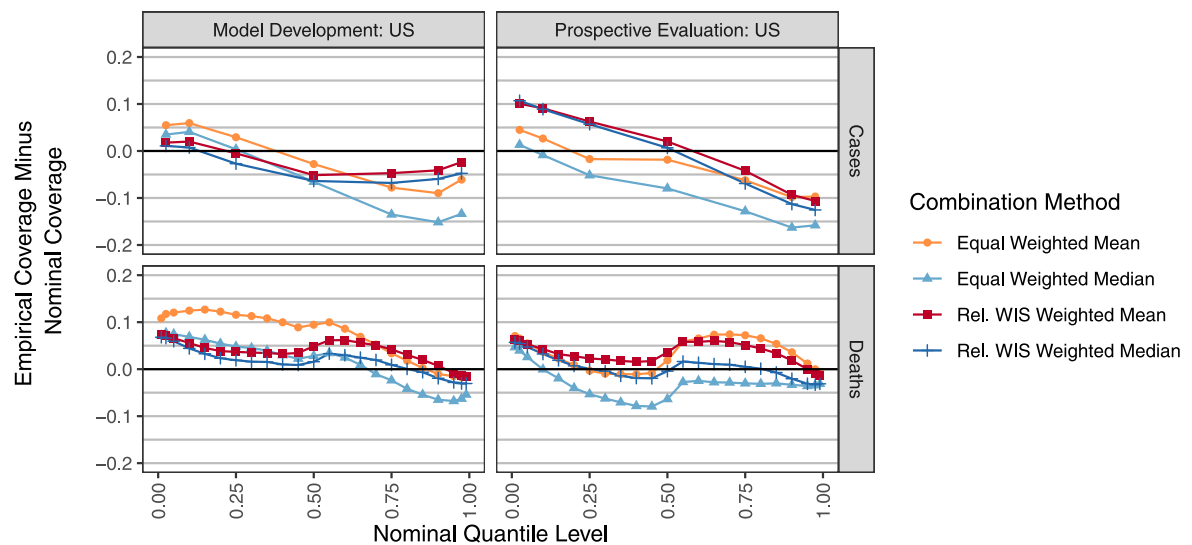 Model Development: US
Prospective Evaluation: US
Empirical Coverage Minus
Nominal Coverage
0.2
0.1
0.0
−0.1
−0.2
Cases
0.2
0.1
0.0
−0.1
−0.2
Deaths
0.00
0.25
0.50
0.75
1.00
0.00
0.25
0.50
0.75
1.00
Nominal Quantile Level
Combination Method
Equal Weighted Mean
Equal Weighted Median
Rel. WIS Weighted Mean
Rel. WIS Weighted Median